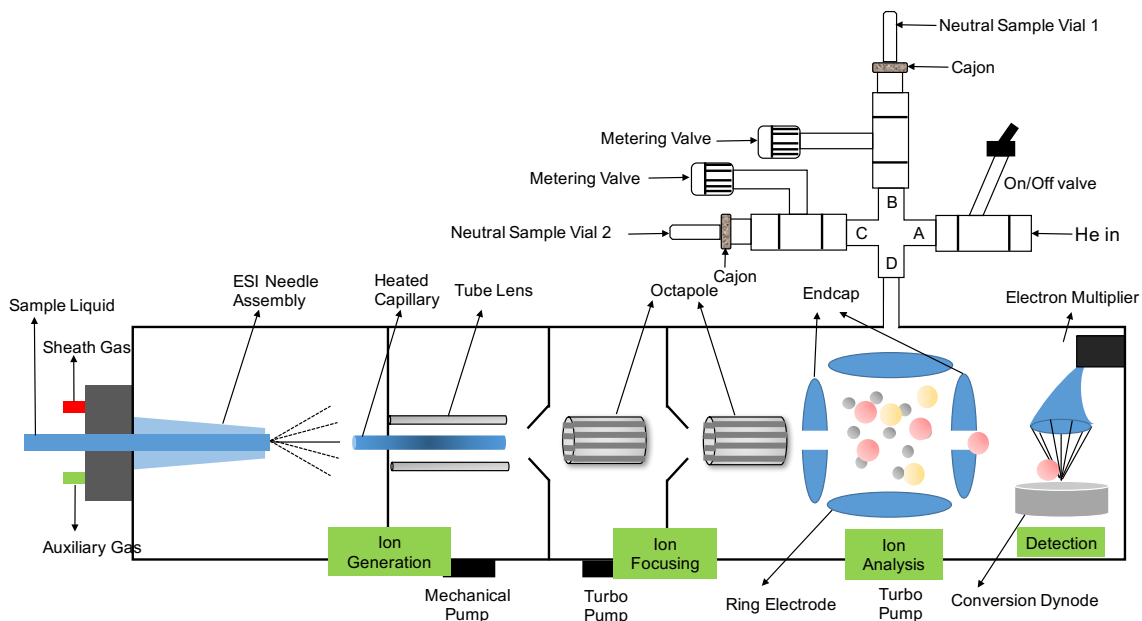 Neutral Sample Vial 1
Cajon
Metering Valve
Metering Valve
On/Off valve
B
Neutral Sample Vial 2
C
A
He in
D
Cajon
ESI Needle
Assembly
Heated
Capillary
Tube Lens
Octapole
Endcap
Electron Multiplier
Sample Liquid
Sheath Gas
Auxiliary Gas
Ion
Generation
Ion
Focusing
Ion
Analysis
Detection
Mechanical
Pump
Turbo
Pump
Ring Electrode
Turbo
Pump
Conversion Dynode